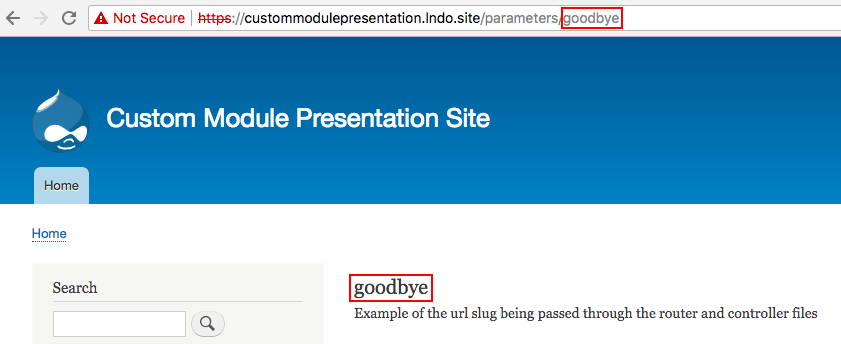 Not Secure | https://custommodulepresentation.lndo.site/parameters/goodbye
Custom Module Presentation Site
Home
Home
Search
goodbye
Example of the url slug being passed through the router and controller files